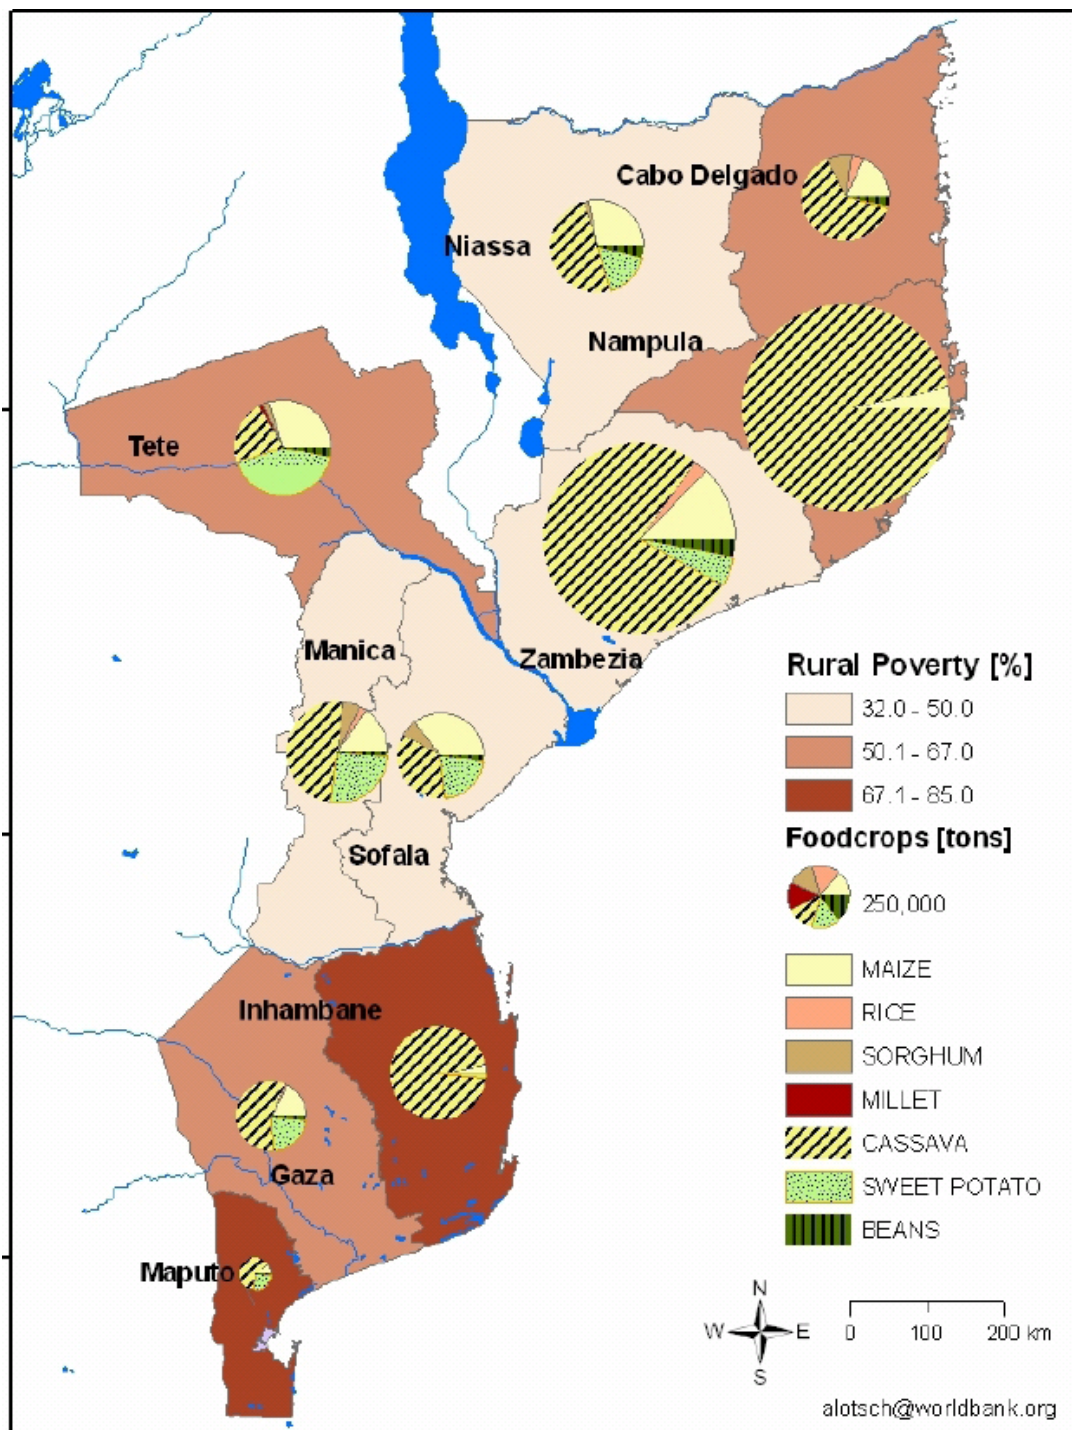 Cabo Delgado
Niassa
Nampula
Tete
Manica
Zambezia
Sofala
Inhambane
Gaza
Maputo
Rural Poverty [%]
32.0 - 50.0
50.1 - 67.0
67.1 - 85.0
Foodcrops [tons]
250,000
MAIZE
RICE
SORGHUM
MILLET
CASSAVA
SWEET POTATO
BEANS
N
W E
S
0 100 200 km
alotsch@worldbank.org